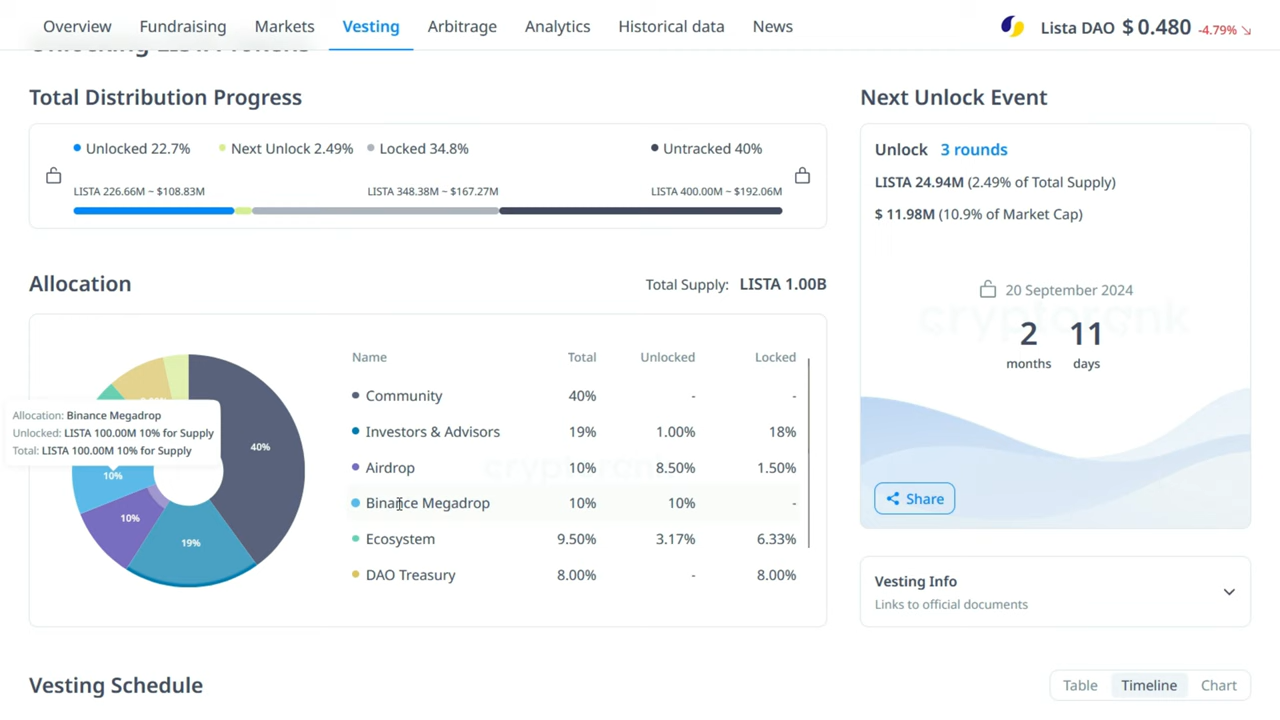 Overview Fundraising Markets Vesting Arbitrage Analytics Historical data News Lista DAO $ 0.480 -4.79%
Unlocking LISTA Tokens
Total Distribution Progress
Unlocked 22.7% Next Unlock 2.49% Locked 34.8% Untracked 40%
LISTA 226.66M ~ $108.83M LISTA 348.38M ~ $167.27M LISTA 400.00M ~ $192.06M
Next Unlock Event
Unlock 3 rounds
LISTA 24.94M (2.49% of Total Supply)
$ 11.98M (10.9% of Market Cap)
20 September 2024
2 11
months days
cryptorank
Share
Allocation Total Supply: LISTA 1.00B
Name Total Unlocked Locked
Community 40% - -
Investors & Advisors 19% 1.00% 18%
Airdrop 10% 8.50% 1.50%
Binance Megadrop 10% 10% -
Ecosystem 9.50% 3.17% 6.33%
DAO Treasury 8.00% - 8.00%
cryptorank
Allocation: Binance Megadrop
Unlocked: LISTA 100.00M 10% for Supply
Total: LISTA 100.00M 10% for Supply
40%
10%
10%
19%
Vesting Info
Links to official documents
Vesting Schedule
Table Timeline Chart